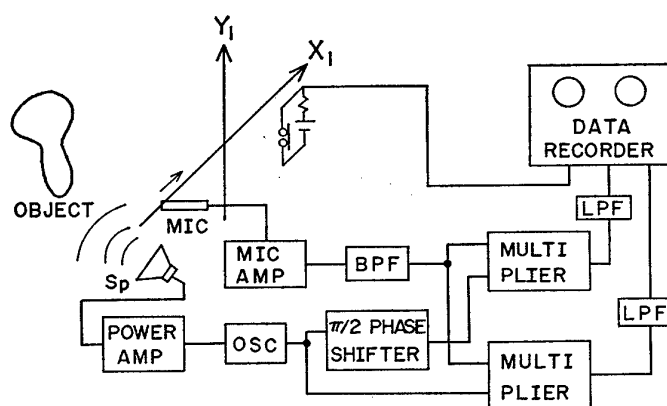 Y₁
X₁
DATA
RECORDER
OBJECT
MIC
LPF
Sp
MIC
AMP
BPF
MULTI
PLIER
LPF
POWER
AMP
OSC
π/2 PHASE
SHIFTER
MULTI
PLIER